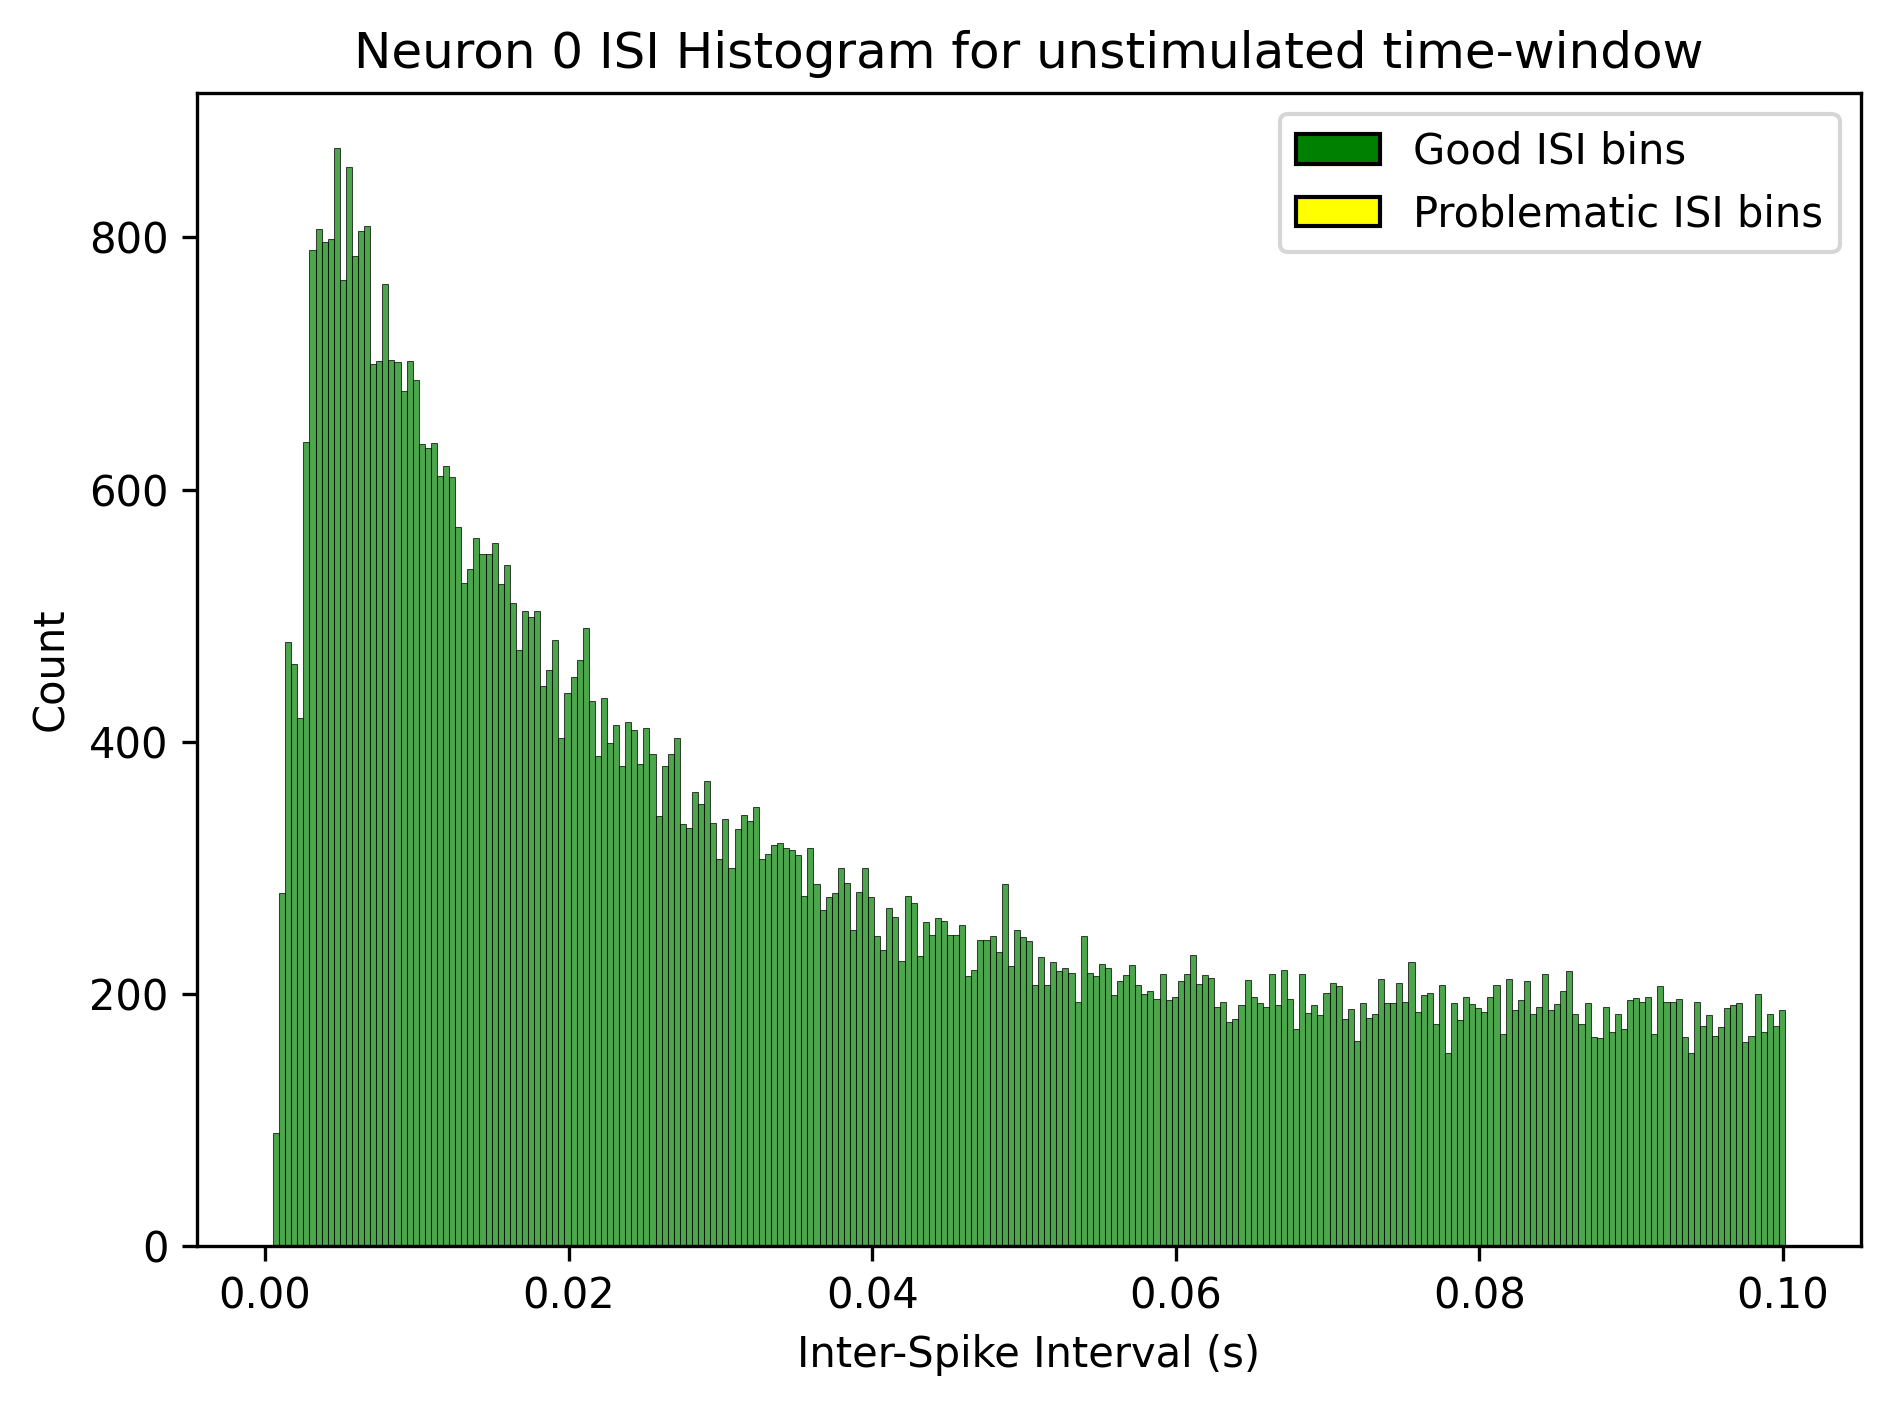 Neuron 0 ISI Histogram for unstimulated time-window
Good ISI bins
Problematic ISI bins
Count
800
600
400
200
0
0.00 0.02 0.04 0.06 0.08 0.10
Inter-Spike Interval (s)